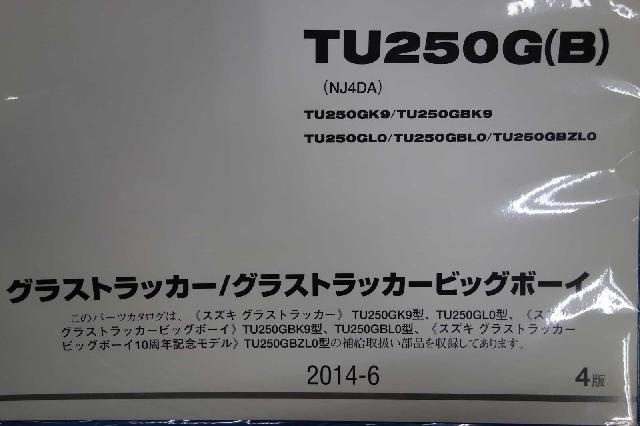 TU250G(B)
(NJ4DA)
TU250GK9/TU250GBK9
TU250GL0/TU250GBL0/TU250GBZL0
グラストラッカー/グラストラッカービッグボーイ
このパーツカタログは、《スズキ グラストラッカー》 TU250GK9型、TU250GL0型、《スズキ
グラストラッカービッグボーイ》TU250GBK9型、TU250GBL0型、《スズキ グラストラッカー
ビッグボーイ10周年記念モデル》TU250GBZL0型の補給取扱い部品を収録してあります。
2014-6
4版